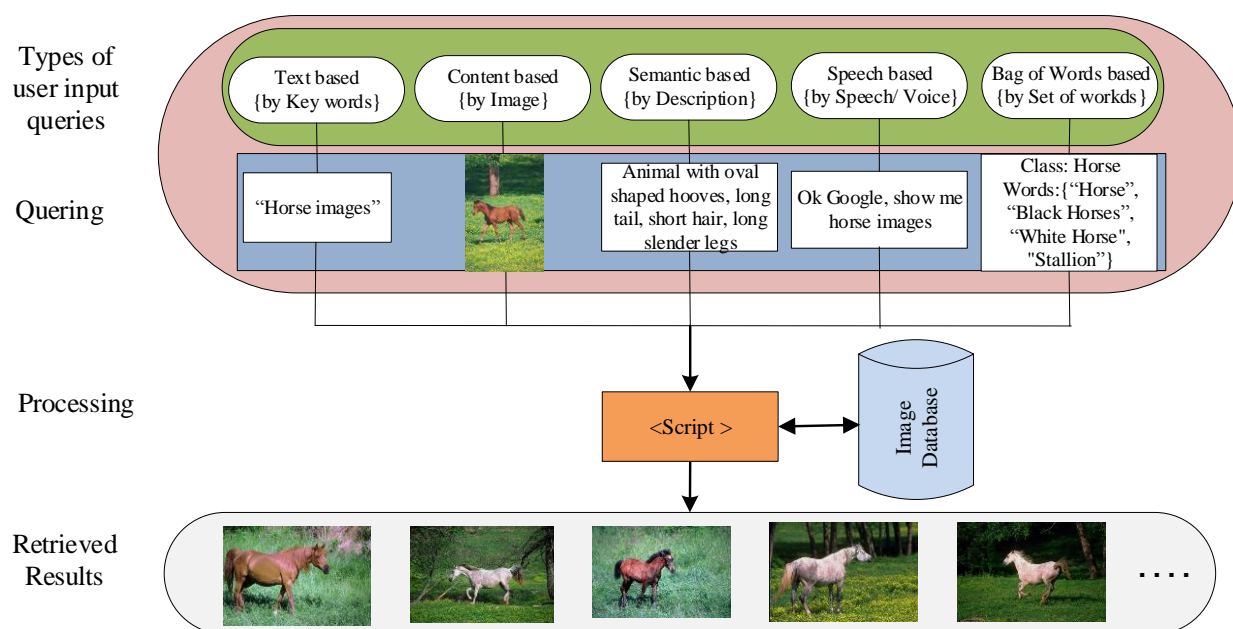 Types of
user input
queries
Text based
{by Key words}
Content based
{by Image}
Semantic based
{by Description}
Speech based
{by Speech/ Voice}
Bag of Words based
{by Set of workds}
Quering
“Horse images”
Animal with oval
shaped hooves, long
tail, short hair, long
slender legs
Ok Google, show me
horse images
Class: Horse
Words:{“Horse”,
“Black Horses”,
“White Horse",
"Stallion”}
Processing
<Script >
Image
Database
Retrieved
Results
. . . .